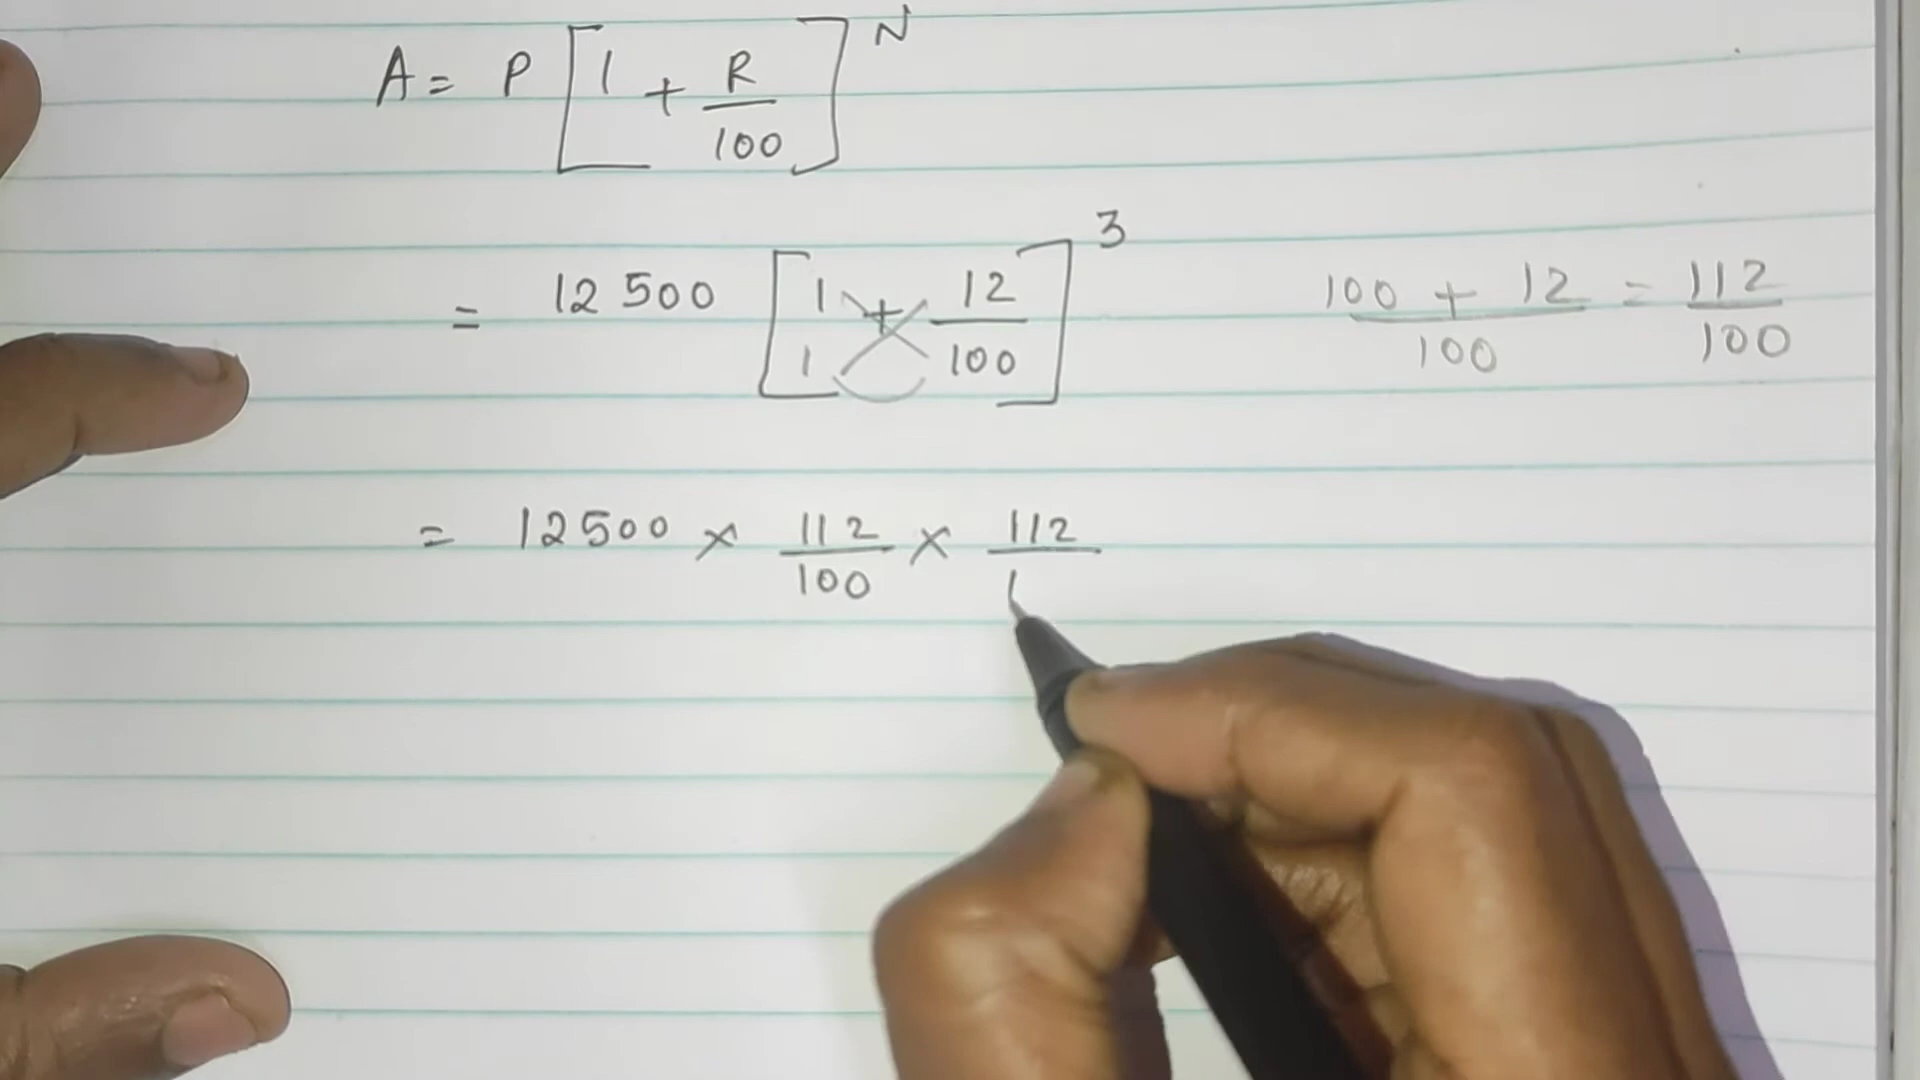 A = P [1 + R/100]^N
= 12 500 [1/1 + 12/100]^3
100 + 12/100 = 112/100
= 12500 × 112/100 × 112/1